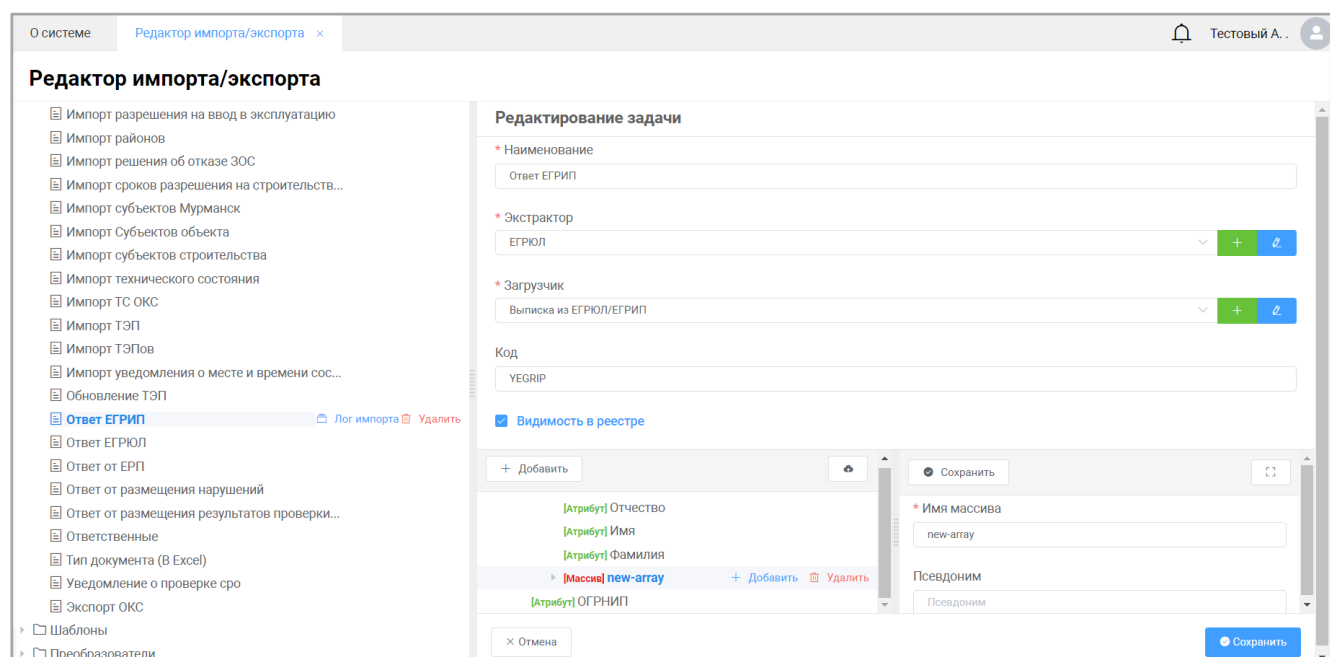 О системе
Редактор импорта/экспорта ×
Тестовый А. .
Редактор импорта/экспорта
Импорт разрешения на ввод в эксплуатацию
Импорт районов
Импорт решения об отказе ЗОС
Импорт сроков разрешения на строительств...
Импорт субъектов Мурманск
Импорт Субъектов объекта
Импорт субъектов строительства
Импорт технического состояния
Импорт ТС ОКС
Импорт ТЭП
Импорт ТЭПов
Импорт уведомления о месте и времени сос...
Обновление ТЭП
Ответ ЕГРИП Лог импорта Удалить
Ответ ЕГРЮЛ
Ответ от ЕРП
Ответ от размещения нарушений
Ответ от размещения результатов проверки...
Ответственные
Тип документа (В Excel)
Уведомление о проверке сро
Экспорт ОКС
Шаблоны
Преобразователи
Редактирование задачи
* Наименование
Ответ ЕГРИП
* Экстрактор
ЕГРЮЛ
* Загрузчик
Выписка из ЕГРЮЛ/ЕГРИП
Код
YEGRIP
Видимость в реестре
+ Добавить
[Атрибут] Отчество
[Атрибут] Имя
[Атрибут] Фамилия
[Массив] new-array + Добавить Удалить
[Атрибут] ОГРНИП
Сохранить
* Имя массива
new-array
Псевдоним
Псевдоним
× Отмена
Сохранить